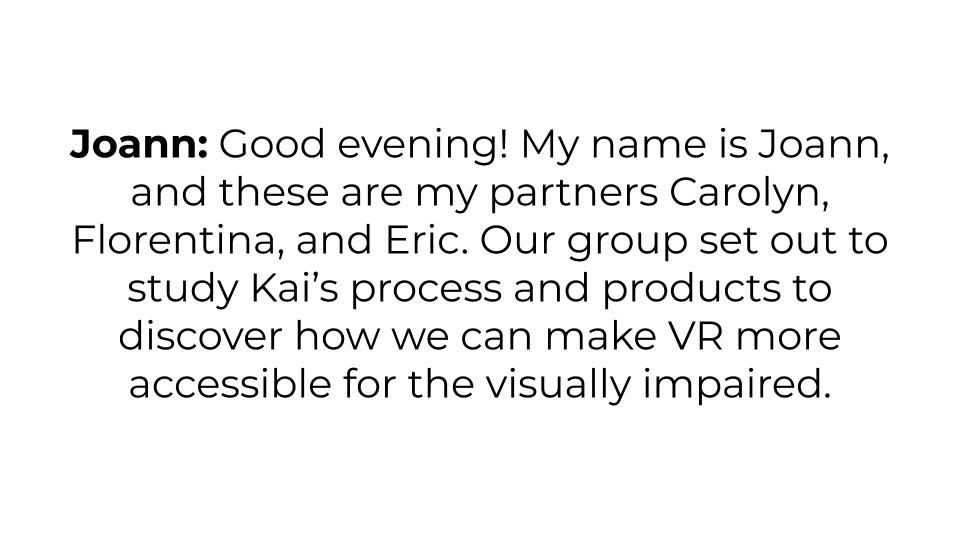 Joann: Good evening! My name is Joann,
and these are my partners Carolyn,
Florentina, and Eric. Our group set out to
study Kai’s process and products to
discover how we can make VR more
accessible for the visually impaired.